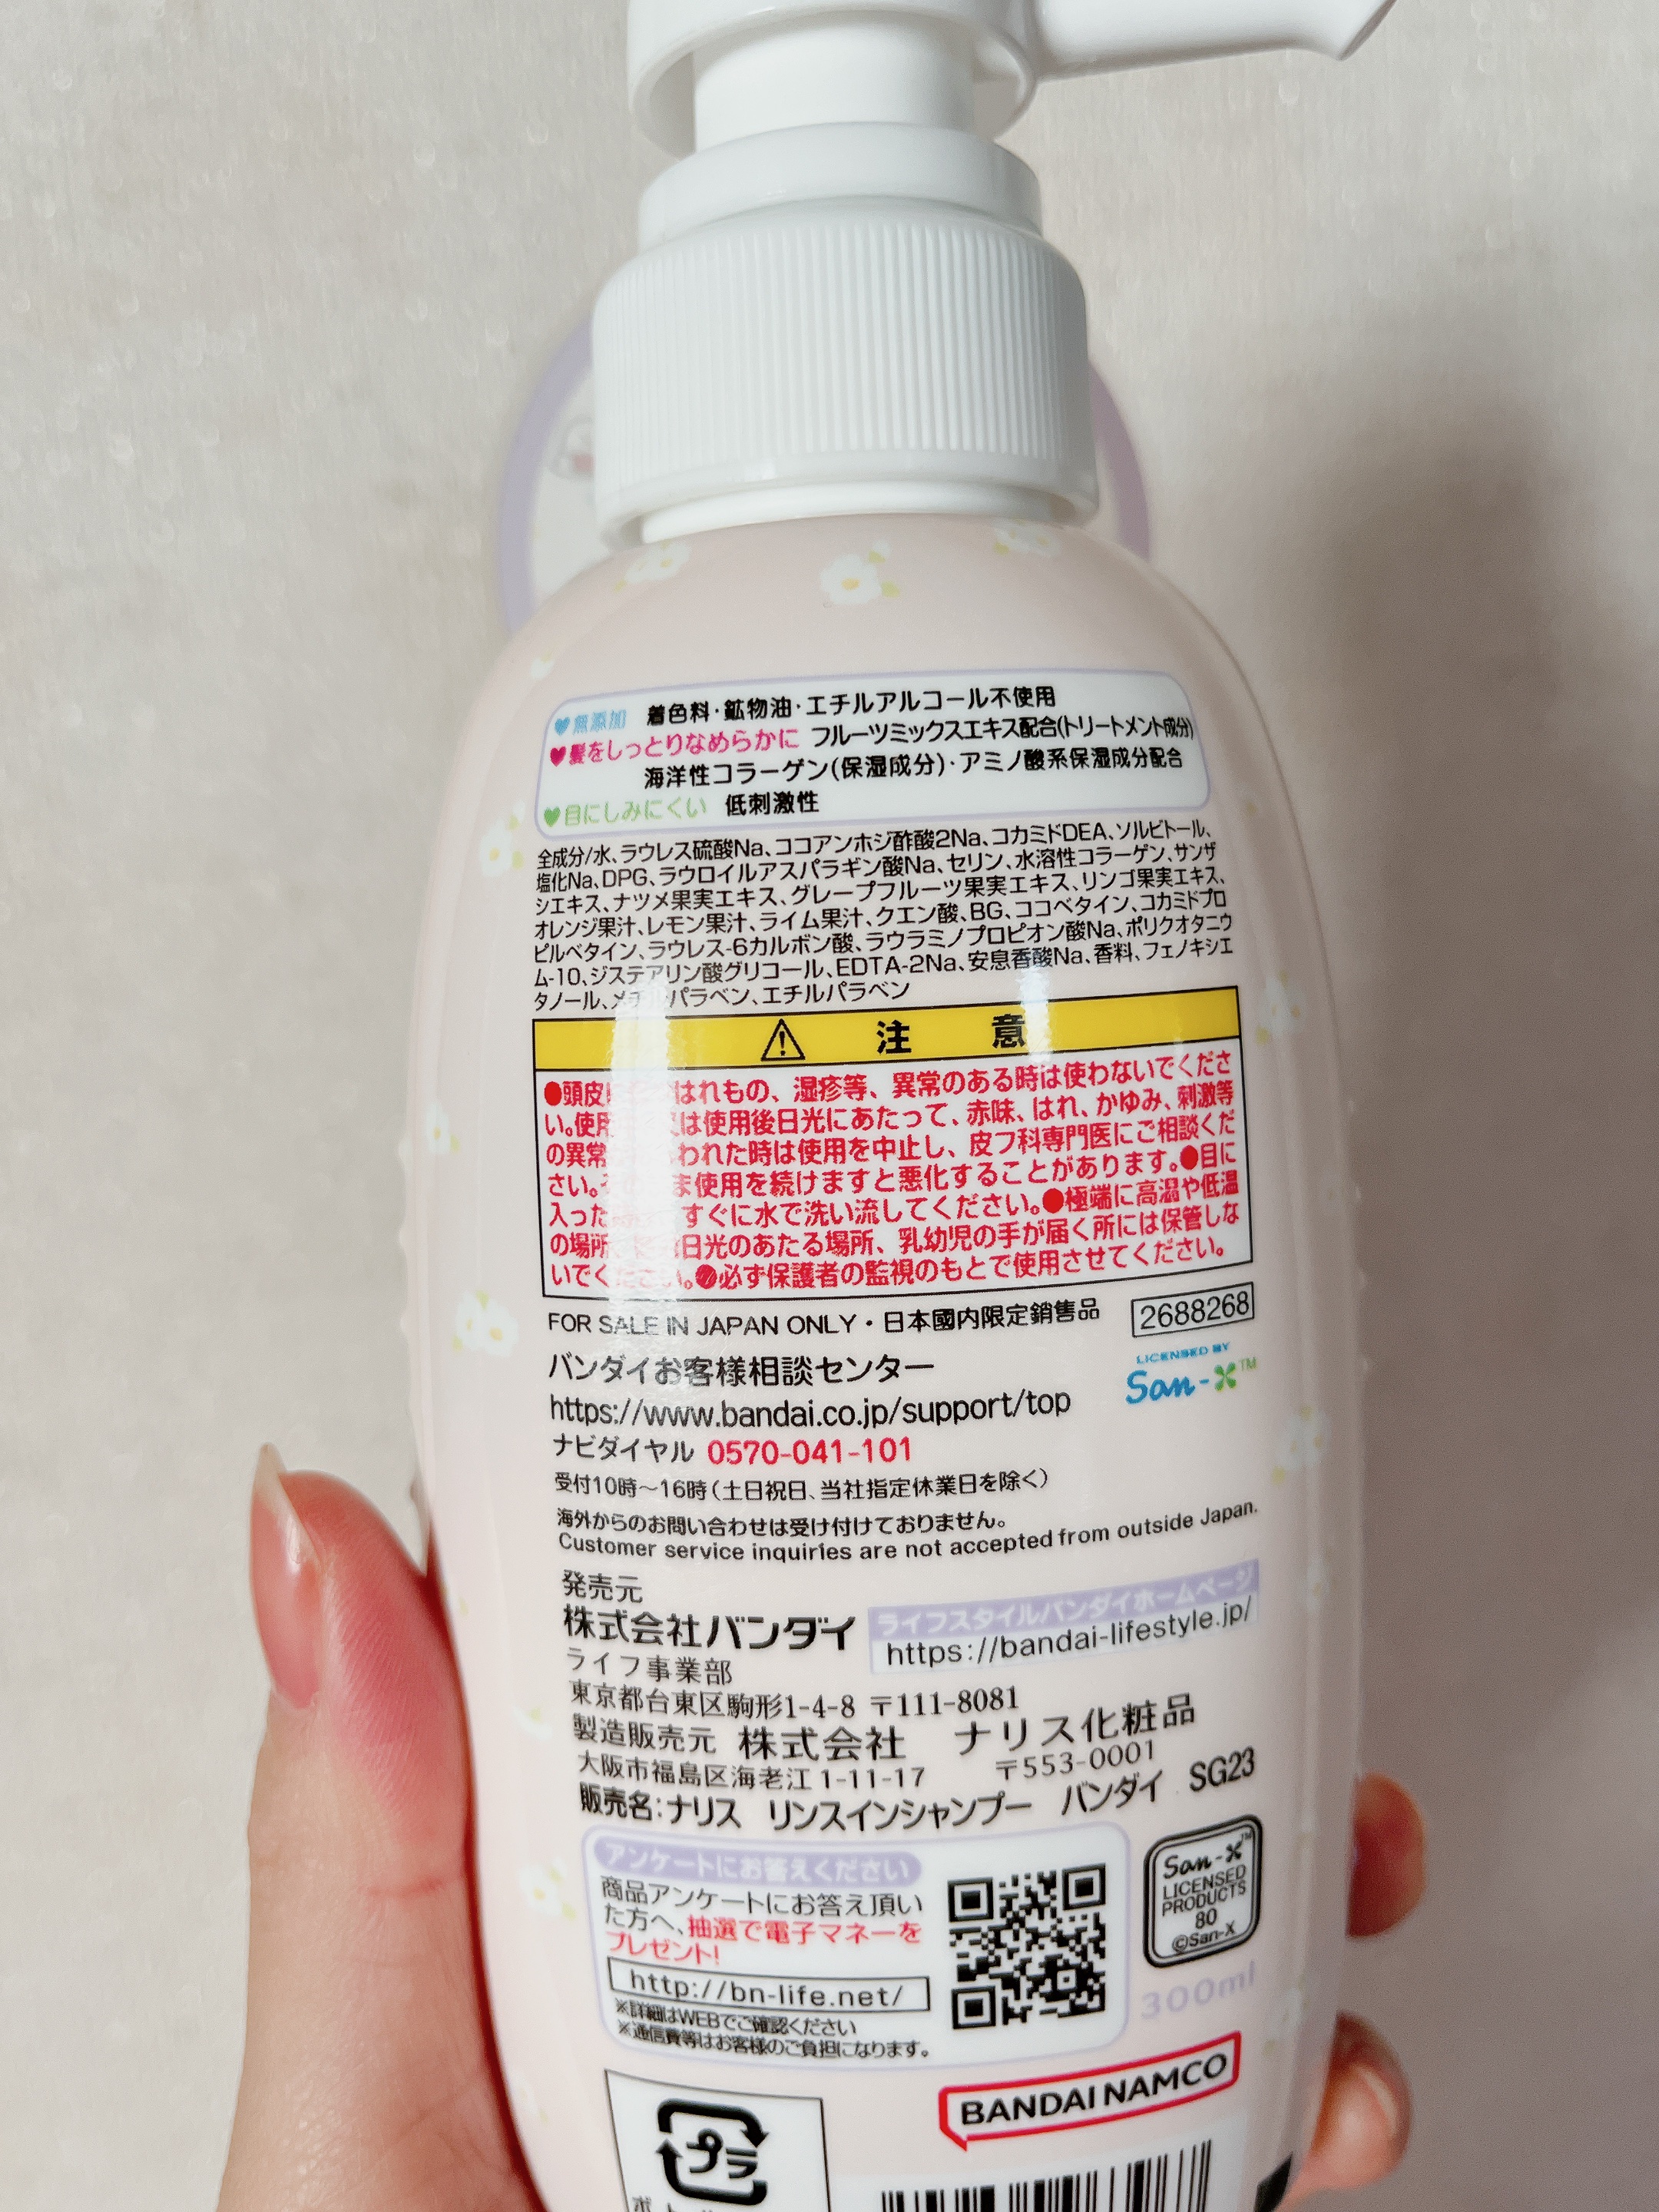 ♥無添加 着色料・鉱物油・エチルアルコール不使用
♥髪をしっとりなめらかに フルーツミックスエキス配合(トリートメント成分)
海洋性コラーゲン(保湿成分)・アミノ酸系保湿成分配合
♥目にしみにくい 低刺激性
全成分/水、ラウレス硫酸Na、ココアンホジ酢酸2Na、コカミドDEA、ソルビトール、
塩化Na、DPG、ラウロイルアスパラギン酸Na、セリン、水溶性コラーゲン、サンザ
シエキス、ナツメ果実エキス、グレープフルーツ果実エキス、リンゴ果実エキス、
オレンジ果汁、レモン果汁、ライム果汁、クエン酸、BG、ココベタイン、コカミドプロ
ピルベタイン、ラウレス-6カルボン酸、ラウラミノプロピオン酸Na、ポリクオタニウ
ム-10、ジステアリン酸グリコール、EDTA-2Na、安息香酸Na、香料、フェノキシエ
タノール、メチルパラベン、エチルパラベン
⚠ 注 意
●頭皮に はれもの、湿疹等、異常のある時は使わないでくださ
い。使用 は使用後日光にあたって、赤味、はれ、かゆみ、刺激等
の異常 われた時は使用を中止し、皮フ科専門医にご相談くだ
さい。 ま使用を続けますと悪化することがあります。●目に
入った すぐに水で洗い流してください。●極端に高温や低温
の場所、 日光のあたる場所、乳幼児の手が届く所には保管しな
いでください。●必ず保護者の監視のもとで使用させてください。
FOR SALE IN JAPAN ONLY・日本國内限定銷售品 2688268
LICENSED BY
San-X™
バンダイお客様相談センター
https://www.bandai.co.jp/support/top
ナビダイヤル 0570-041-101
受付10時～16時(土日祝日、当社指定休業日を除く)
海外からのお問い合わせは受け付けておりません。
Customer service inquiries are not accepted from outside Japan.
発売元
株式会社バンダイ
ライフ事業部
ライフスタイルバンダイホームページ
https://bandai-lifestyle.jp/
東京都台東区駒形1-4-8 〒111-8081
製造販売元 株式会社 ナリス化粧品
大阪市福島区海老江1-11-17 〒553-0001
販売名:ナリス リンスインシャンプー バンダイ SG23
アンケートにお答えください
商品アンケートにお答え頂い
た方へ、抽選で電子マネーを
プレゼント!
http://bn-life.net/
※詳細はWEBでご確認ください
※通信費等はお客様のご負担になります。
San-X™
LICENSED
PRODUCTS
80
©San-X
300ml
BANDAI NAMCO
プラ